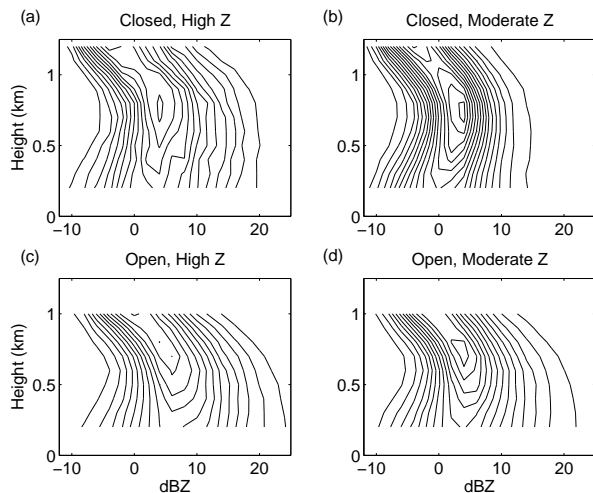 (a) Closed, High Z
(b) Closed, Moderate Z
Height (km)
1
0.5
0
−10 0 10 20
−10 0 10 20
(c) Open, High Z
(d) Open, Moderate Z
Height (km)
1
0.5
0
−10 0 10 20
−10 0 10 20
dBZ
dBZ
1
0.5
0
1
0.5
0